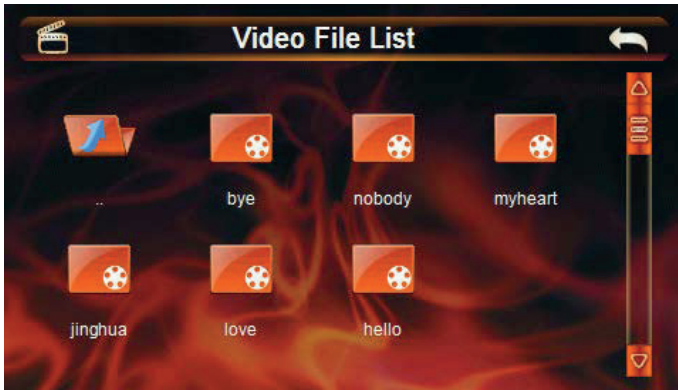 Video File List
..
bye
nobody
myheart
jinghua
love
hello